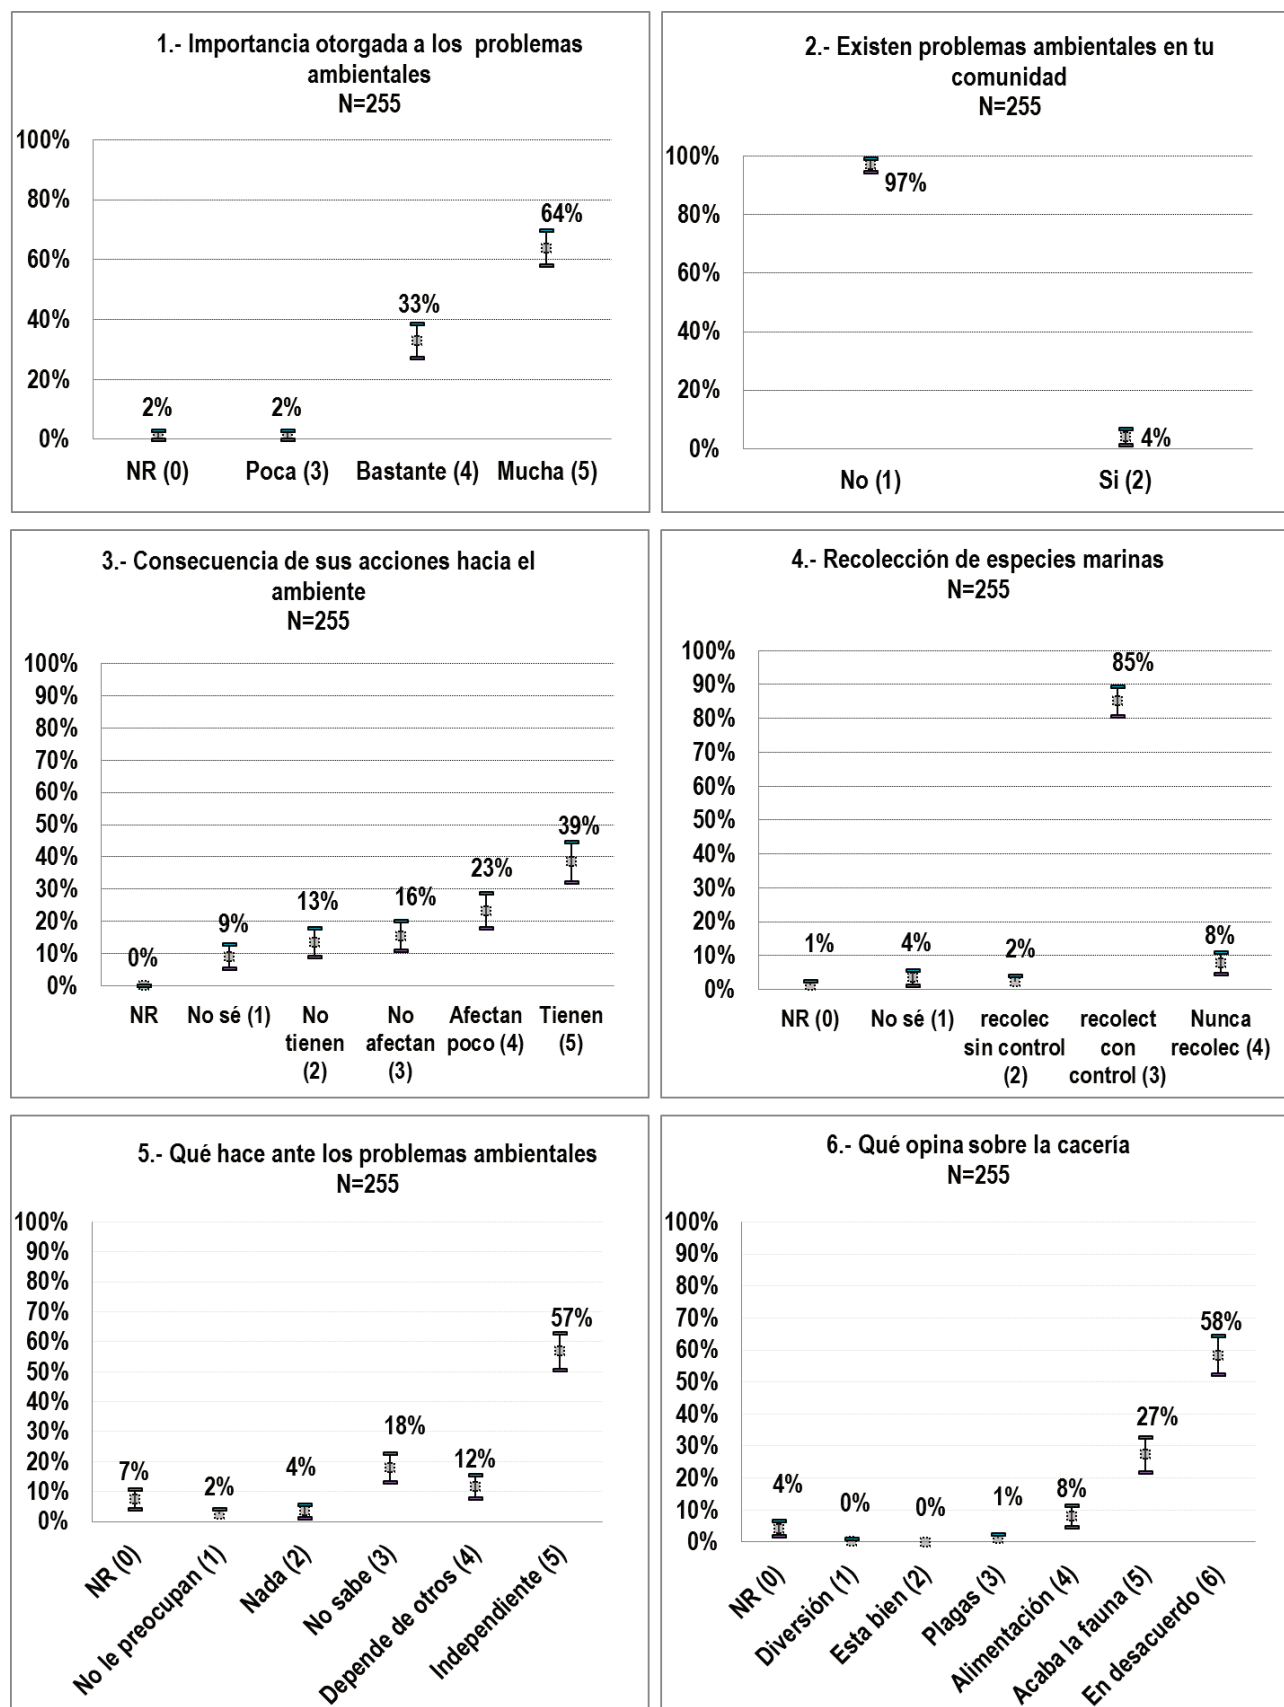 1.- Importancia otorgada a los problemas
ambientales
N=255
100%
80%
60%
40%
20%
0%
2%
2%
33%
64%
NR (0)
Poca (3)
Bastante (4)
Mucha (5)
2.- Existen problemas ambientales en tu
comunidad
N=255
100%
80%
60%
40%
20%
0%
97%
4%
No (1)
Si (2)
3.- Consecuencia de sus acciones hacia el
ambiente
N=255
100%
90%
80%
70%
60%
50%
40%
30%
20%
10%
0%
0%
9%
13%
16%
23%
39%
NR
No sé (1)
No
tienen
(2)
No
afectan
(3)
Afectan
poco (4)
Tienen
(5)
4.- Recolección de especies marinas
N=255
100%
90%
80%
70%
60%
50%
40%
30%
20%
10%
0%
1%
4%
2%
85%
8%
NR (0)
No sé (1)
recolec
sin control
(2)
recolect
con
control (3)
Nunca
recolec (4)
5.- Qué hace ante los problemas ambientales
N=255
100%
90%
80%
70%
60%
50%
40%
30%
20%
10%
0%
7%
2%
4%
18%
12%
57%
NR (0)
No le preocupan (1)
Nada (2)
No sabe (3)
Depende de otros (4)
Independiente (5)
6.- Qué opina sobre la cacería
N=255
100%
90%
80%
70%
60%
50%
40%
30%
20%
10%
0%
4%
0%
0%
1%
8%
27%
58%
NR (0)
Diversión (1)
Esta bien (2)
Plagas (3)
Alimentación (4)
Acaba la fauna (5)
En desacuerdo (6)